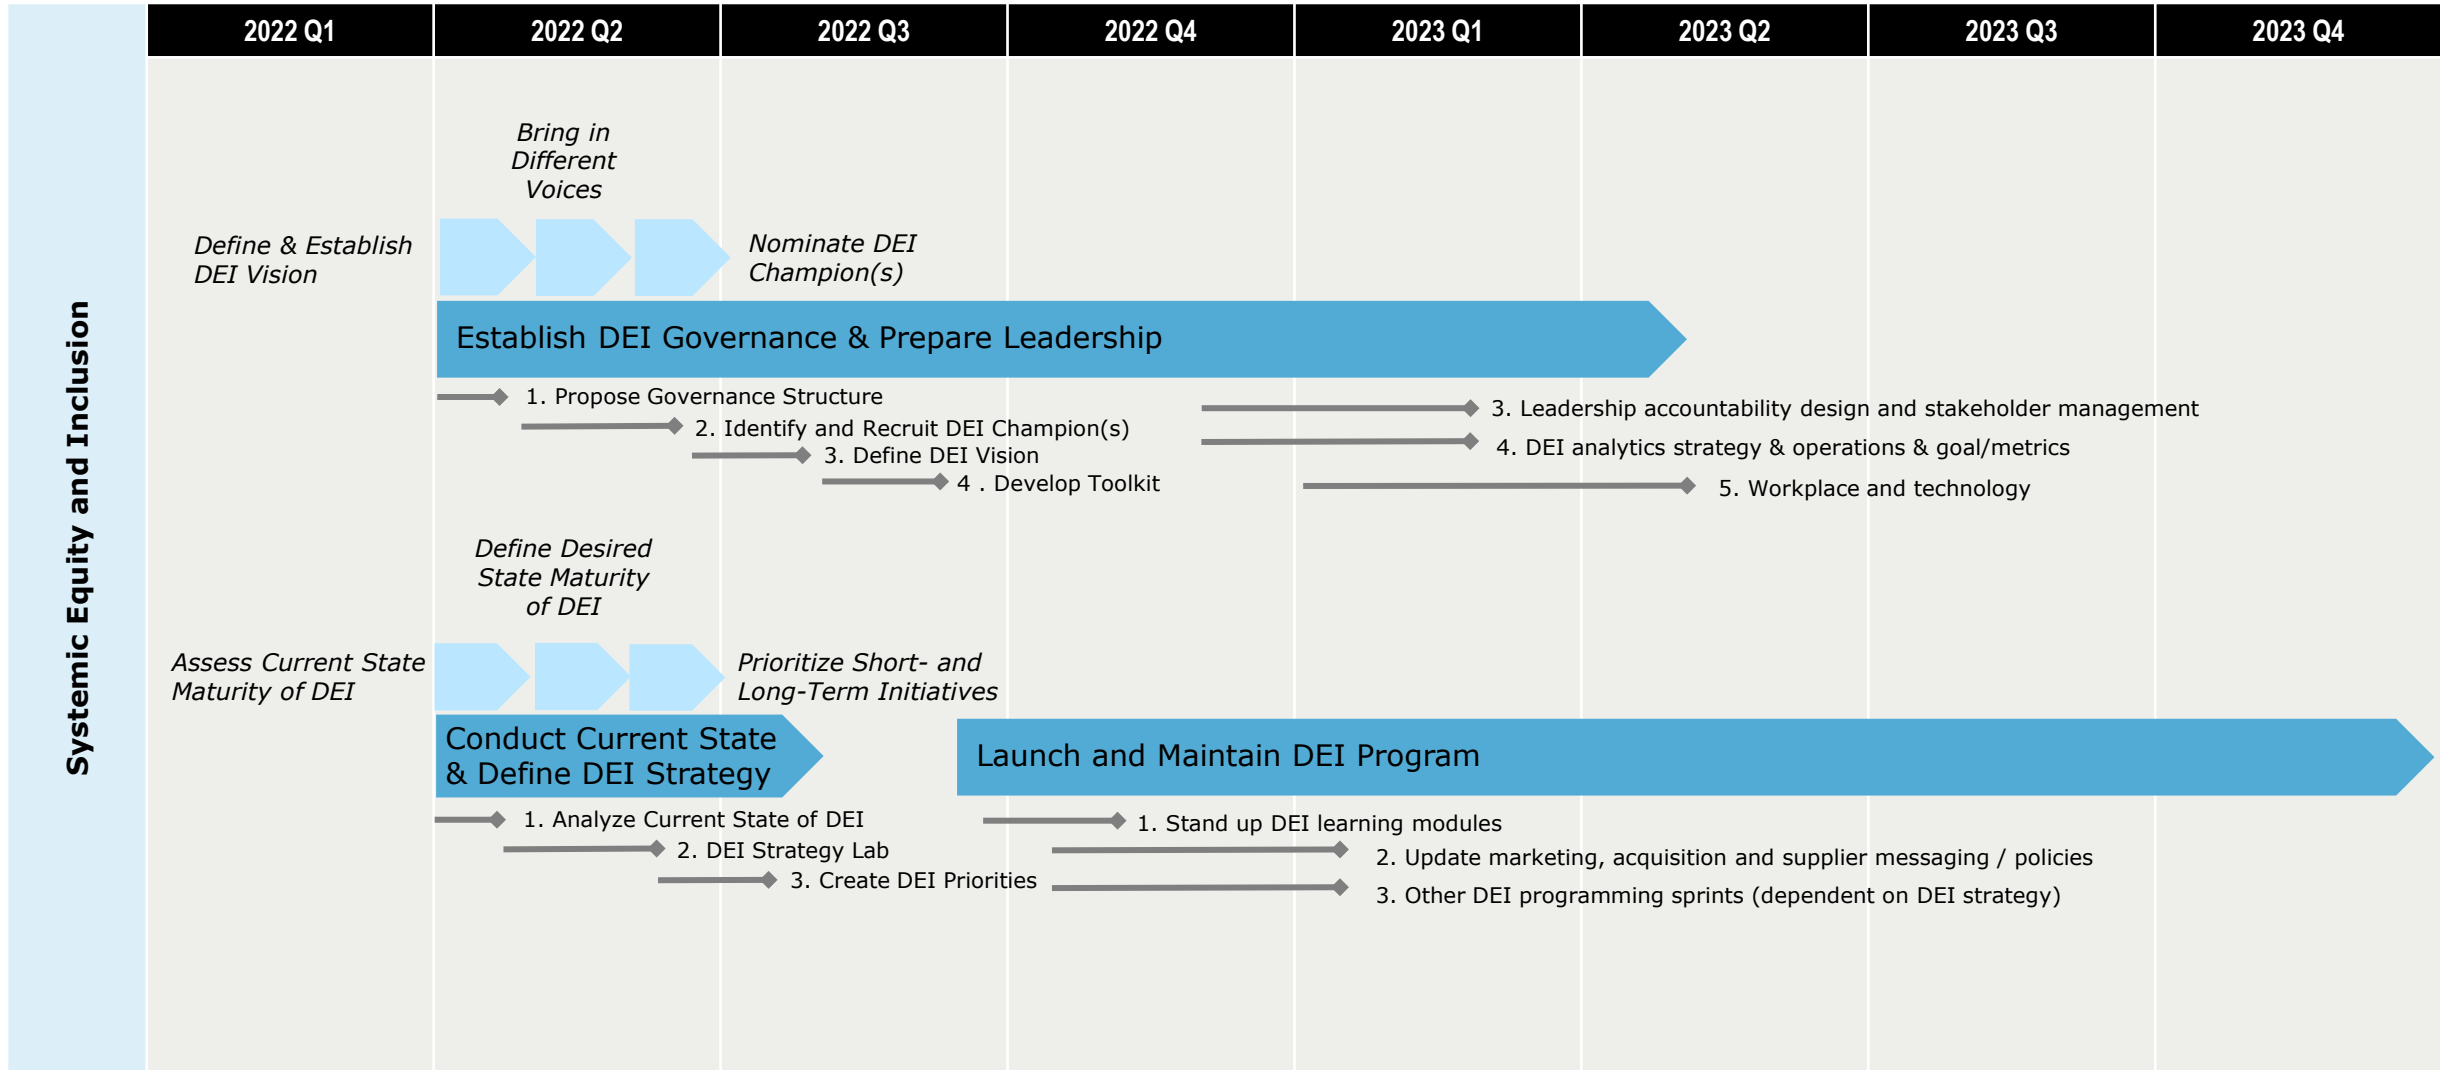 2022 Q1
2022 Q2
2022 Q3
2022 Q4
2023 Q1
2023 Q2
2023 Q3
2023 Q4
Systemic Equity and Inclusion
Bring in
Different
Voices
Define & Establish
DEI Vision
Nominate DEI
Champion(s)
Establish DEI Governance & Prepare Leadership
1. Propose Governance Structure
2. Identify and Recruit DEI Champion(s)
3. Define DEI Vision
4 . Develop Toolkit
3. Leadership accountability design and stakeholder management
4. DEI analytics strategy & operations & goal/metrics
5. Workplace and technology
Define Desired
State Maturity
of DEI
Assess Current State
Maturity of DEI
Prioritize Short- and
Long-Term Initiatives
Conduct Current State
& Define DEI Strategy
Launch and Maintain DEI Program
1. Analyze Current State of DEI
2. DEI Strategy Lab
3. Create DEI Priorities
1. Stand up DEI learning modules
2. Update marketing, acquisition and supplier messaging / policies
3. Other DEI programming sprints (dependent on DEI strategy)